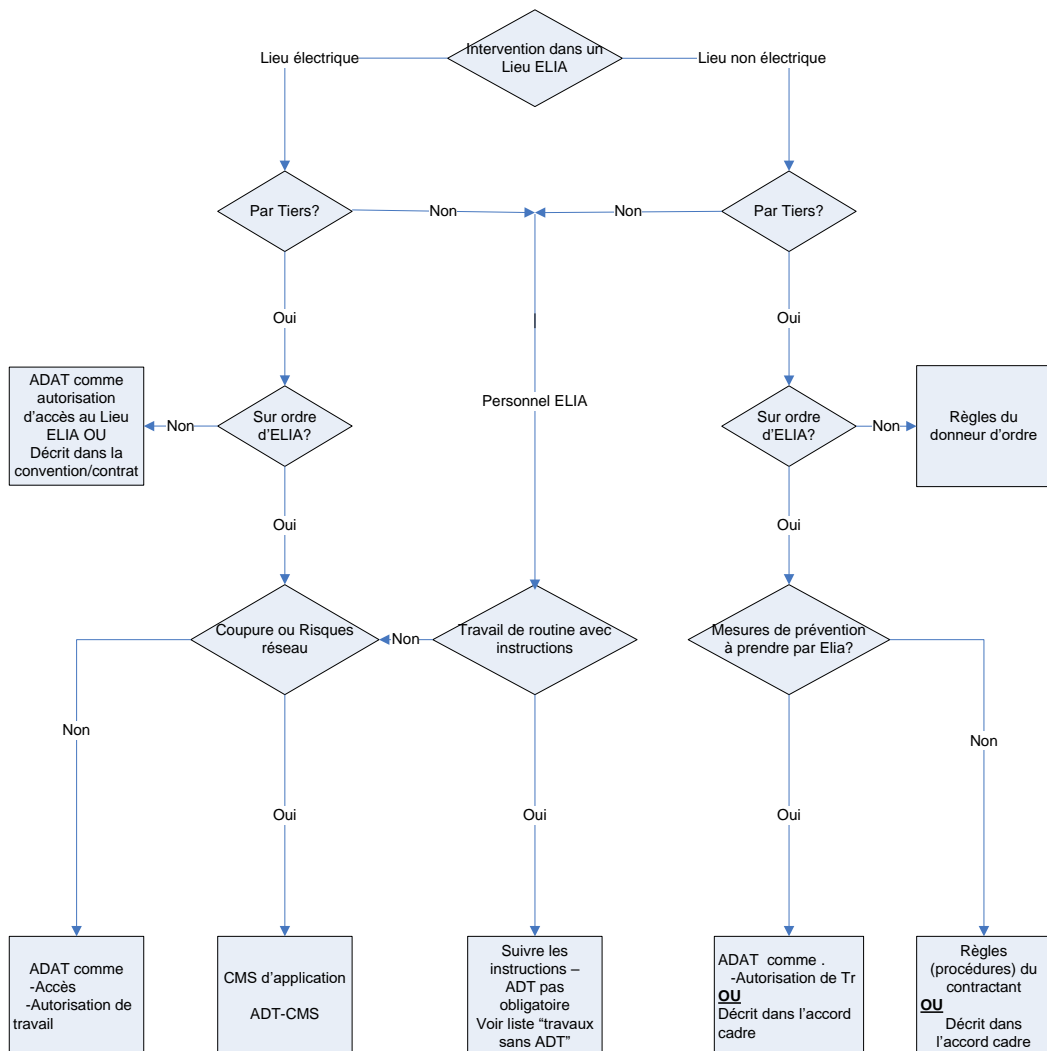 Intervention dans un
Lieu ELIA
Lieu électrique
Lieu non électrique
Par Tiers?
Non
Non
Par Tiers?
Oui
Oui
ADAT comme
autorisation
d'accès au Lieu
ELIA OU
Décrit dans la
convention/contrat
Non
Sur ordre
d'ELIA?
Personnel ELIA
Sur ordre
d'ELIA?
Non
Règles du
donneur d'ordre
Oui
Oui
Coupure ou Risques
réseau
Non
Travail de routine avec
instructions
Mesures de prévention
à prendre par Elia?
Non
Non
Oui
Oui
Oui
ADAT comme
-Accès
-Autorisation de
travail
CMS d'application
ADT-CMS
Suivre les
instructions –
ADT pas
obligatoire
Voir liste “travaux
sans ADT”
ADAT comme .
-Autorisation de Tr
OU
Décrit dans l'accord
cadre
Règles
(procédures) du
contractant
OU
Décrit dans
l'accord cadre